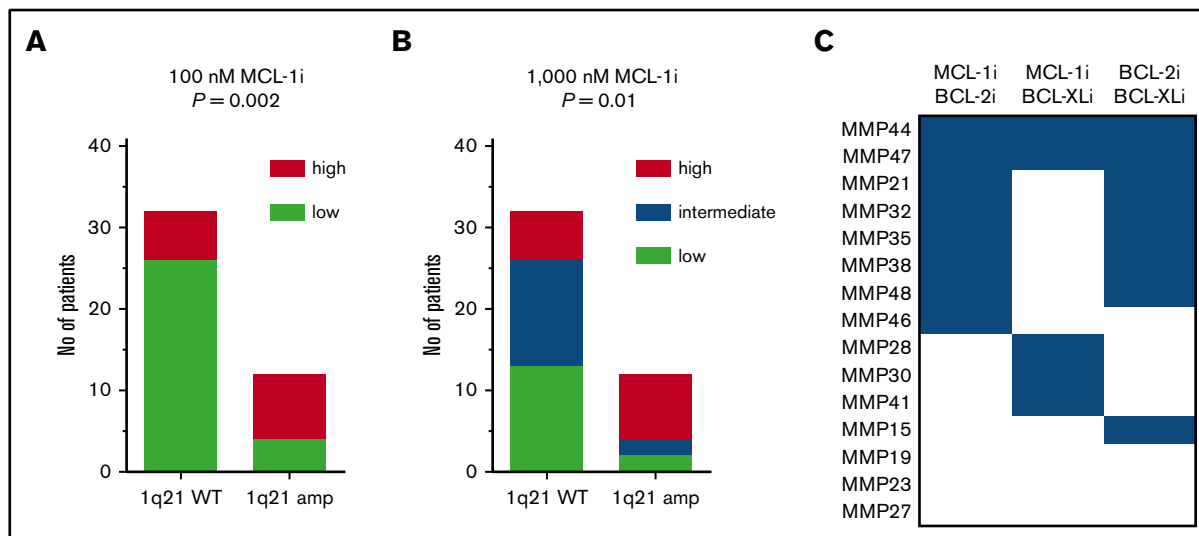 A
100 nM MCL-1i
P = 0.002
No of patients
40
30
20
10
0
high
low
1q21 WT 1q21 amp
B
1,000 nM MCL-1i
P = 0.01
No of patients
40
30
20
10
0
high
intermediate
low
1q21 WT 1q21 amp
C
MCL-1i MCL-1i BCL-2i
BCL-2i BCL-XLi BCL-XLi
MMP44
MMP47
MMP21
MMP32
MMP35
MMP38
MMP48
MMP46
MMP28
MMP30
MMP41
MMP15
MMP19
MMP23
MMP27